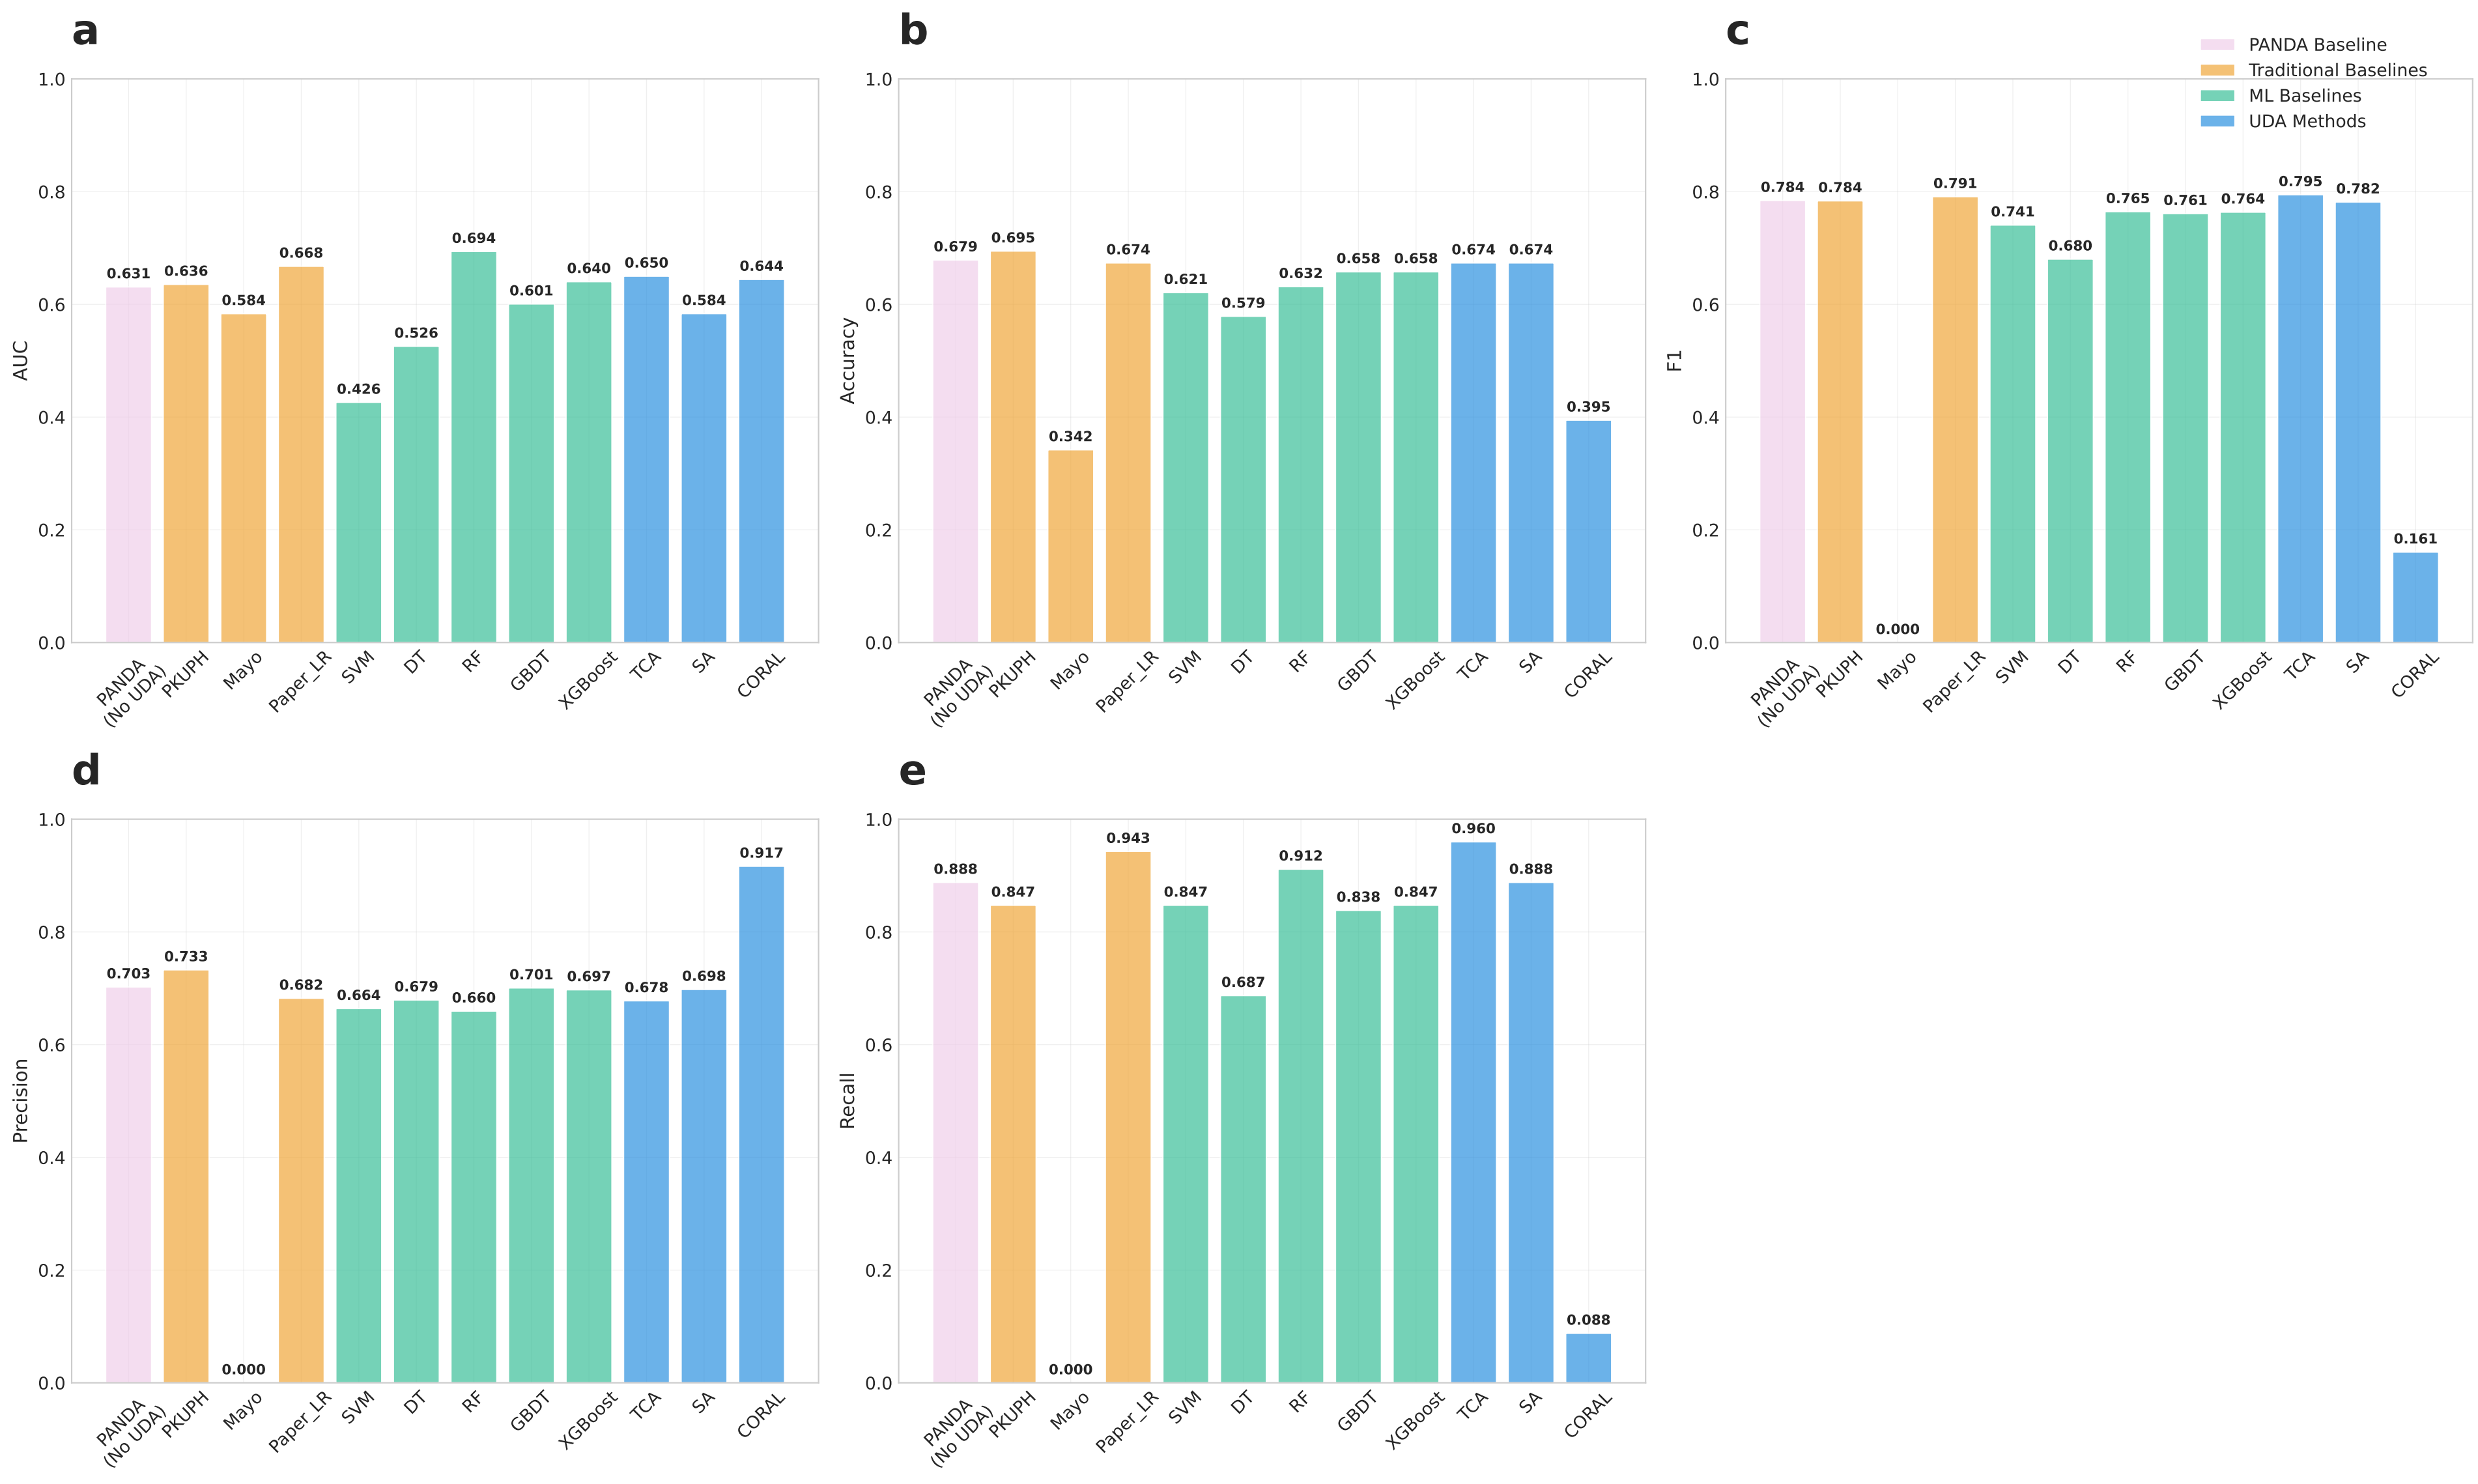 a
1.0
0.8
0.6
0.4
0.2
0.0
AUC
0.631
0.636
0.584
0.668
0.426
0.526
0.694
0.601
0.640
0.650
0.584
0.644
PANDA
(No UDA)
PKUPH
Mayo
Paper_LR
SVM
DT
RF
GBDT
XGBoost
TCA
SA
CORAL
b
1.0
0.8
0.6
0.4
0.2
0.0
Accuracy
0.679
0.695
0.342
0.674
0.621
0.579
0.632
0.658
0.658
0.674
0.674
0.395
PANDA
(No UDA)
PKUPH
Mayo
Paper_LR
SVM
DT
RF
GBDT
XGBoost
TCA
SA
CORAL
c
PANDA Baseline
Traditional Baselines
ML Baselines
UDA Methods
1.0
0.8
0.6
0.4
0.2
0.0
F1
0.784
0.784
0.000
0.791
0.741
0.680
0.765
0.761
0.764
0.795
0.782
0.161
PANDA
(No UDA)
PKUPH
Mayo
Paper_LR
SVM
DT
RF
GBDT
XGBoost
TCA
SA
CORAL
d
1.0
0.8
0.6
0.4
0.2
0.0
Precision
0.703
0.733
0.000
0.682
0.664
0.679
0.660
0.701
0.697
0.678
0.698
0.917
PANDA
(No UDA)
PKUPH
Mayo
Paper_LR
SVM
DT
RF
GBDT
XGBoost
TCA
SA
CORAL
e
1.0
0.8
0.6
0.4
0.2
0.0
Recall
0.888
0.847
0.000
0.943
0.847
0.687
0.912
0.838
0.847
0.960
0.888
0.088
PANDA
(No UDA)
PKUPH
Mayo
Paper_LR
SVM
DT
RF
GBDT
XGBoost
TCA
SA
CORAL